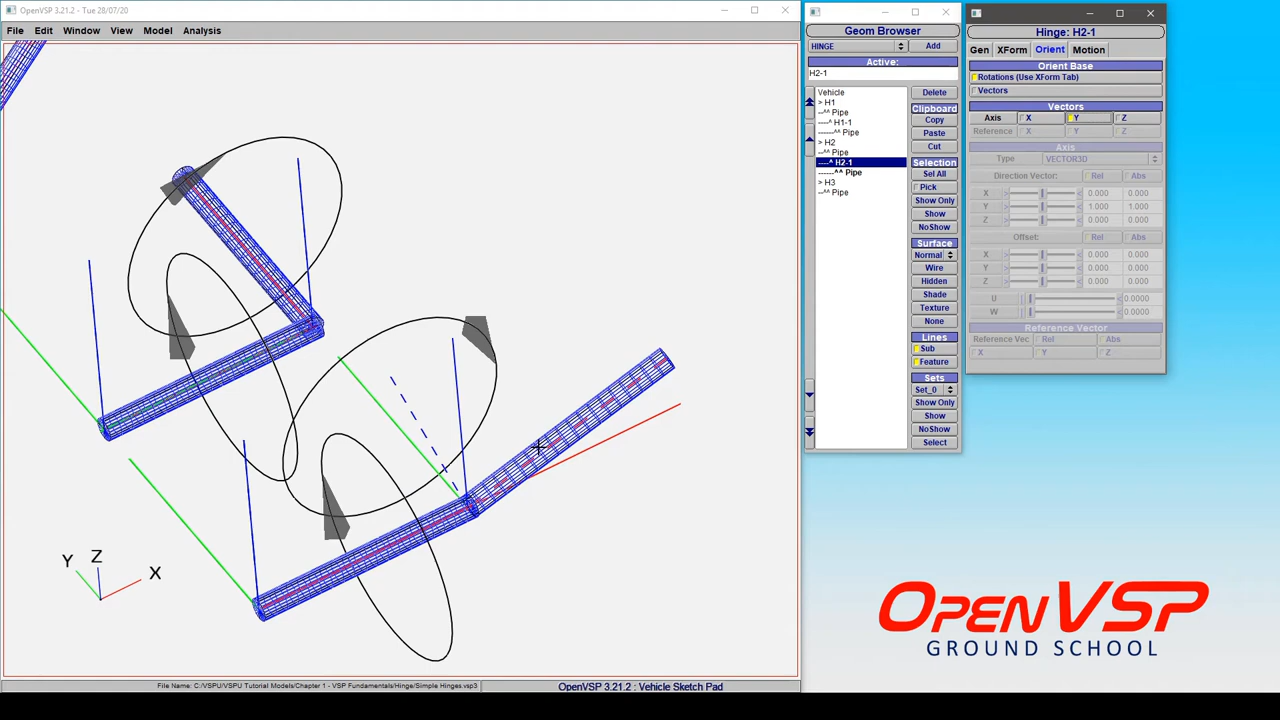 OpenVSP 3.21.2 - Tue 28/07/20
File Edit Window View Model Analysis
Y Z X
File Name: C:/VSPU/VSPU Tutorial Models/Chapter 1 - VSP Fundamentals/Hinge/Simple Hinges.vsp3
OpenVSP 3.21.2 : Vehicle Sketch Pad
Geom Browser
HINGE Add
Active:
H2-1
Vehicle
> H1
--^^ Pipe
----^ H1-1
------^^ Pipe
> H2
--^^ Pipe
----^ H2-1
------^^ Pipe
> H3
--^^ Pipe
Delete
Clipboard
Copy
Paste
Cut
Selection
Sel All
Pick
Show Only
Show
NoShow
Surface
Normal
Wire
Hidden
Shade
Texture
None
Lines
Sub
Feature
Sets
Set_0
Show Only
Show
NoShow
Select
Hinge: H2-1
Gen XForm Orient Motion
Orient Base
Rotations (Use XForm Tab)
Vectors
Vectors
Axis X Y Z
Reference X Y Z
Axis
Type VECTOR3D
Direction Vector: Rel Abs
X > < 0.000 0.000
Y > < 1.000 1.000
Z > < 0.000 0.000
Offset: Rel Abs
X > < 0.000 0.000
Y > < 0.000 0.000
Z > < 0.000 0.000
U 0.0000
W 0.0000
Reference Vector
Reference Vec Rel Abs
X Y Z
OPENVSP
GROUND SCHOOL